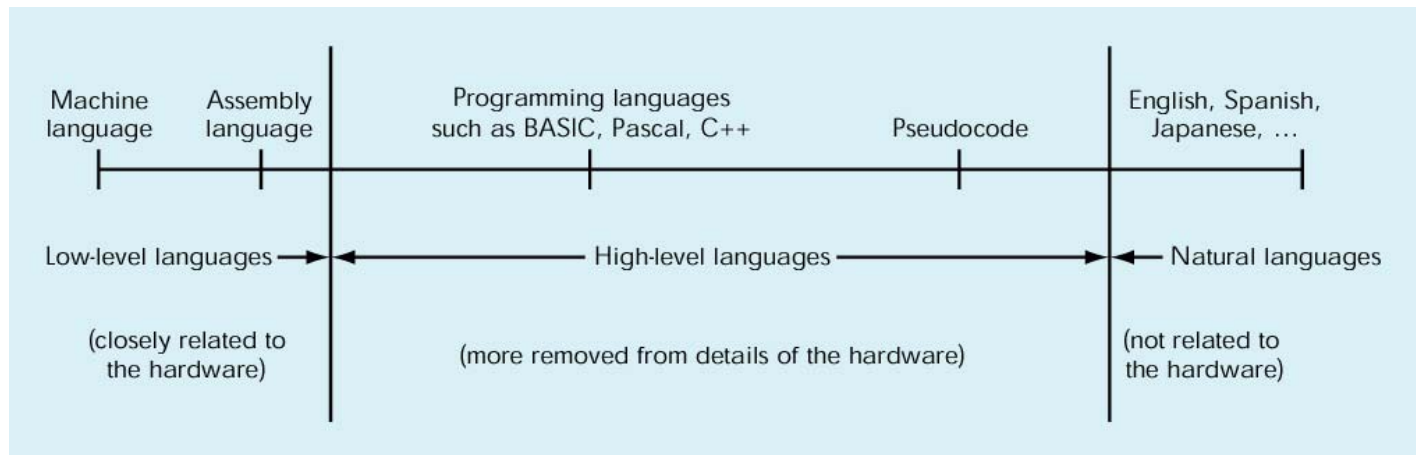 Machine
language
Assembly
language
Programming languages
such as BASIC, Pascal, C++
Pseudocode
English, Spanish,
Japanese, …
Low-level languages
High-level languages
Natural languages
(closely related to
the hardware)
(more removed from details of the hardware)
(not related to
the hardware)